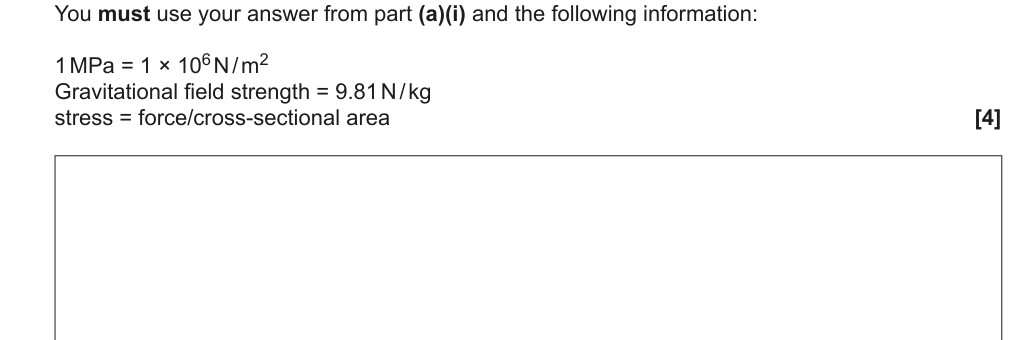 You must use your answer from part (a)(i) and the following information:
1 MPa = 1 × 10⁶ N/m²
Gravitational field strength = 9.81 N/kg
stress = force/cross-sectional area
[4]